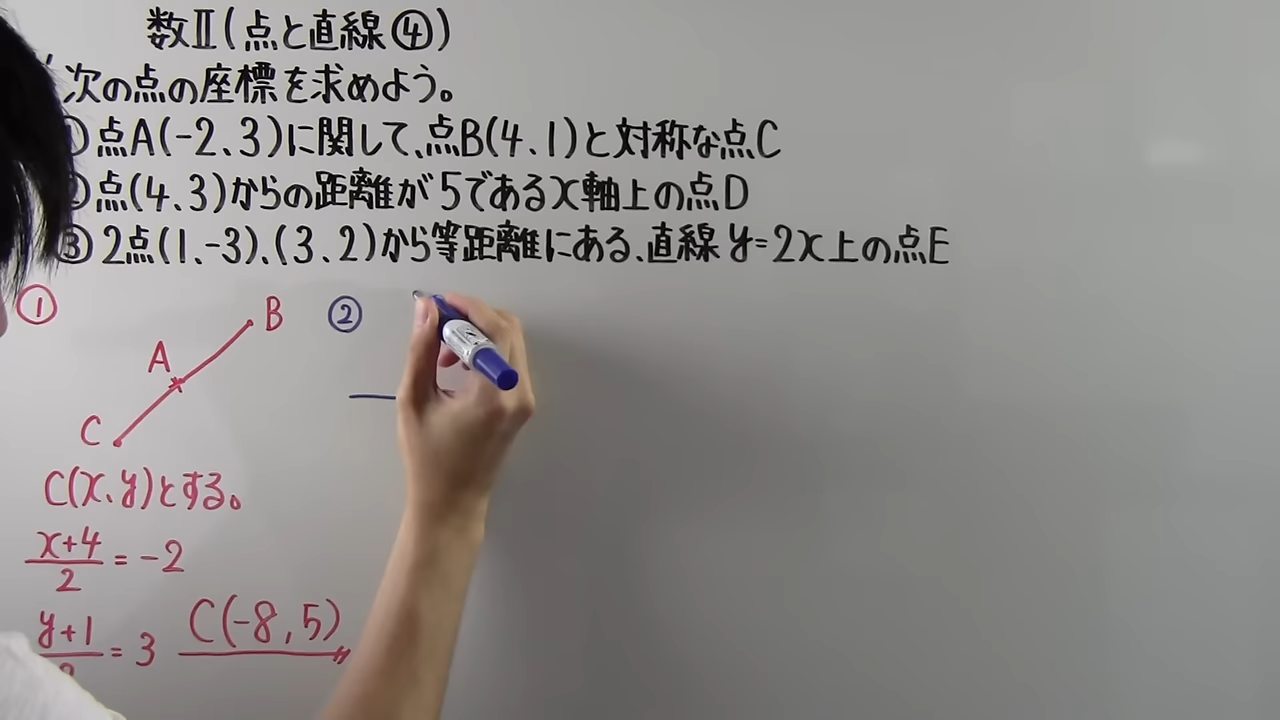 数Ⅱ(点と直線④)
次の点の座標を求めよう。
①点A(-2、3)に関して、点B(4、1)と対称な点C
②点(4、3)からの距離が5であるx軸上の点D
③2点(1、-3)、(3、2)から等距離にある、直線y=2x上の点E
①
B
A
C
C(x、y)とする。
x+4/2 = -2
y+1/2 = 3
C(-8, 5)
②